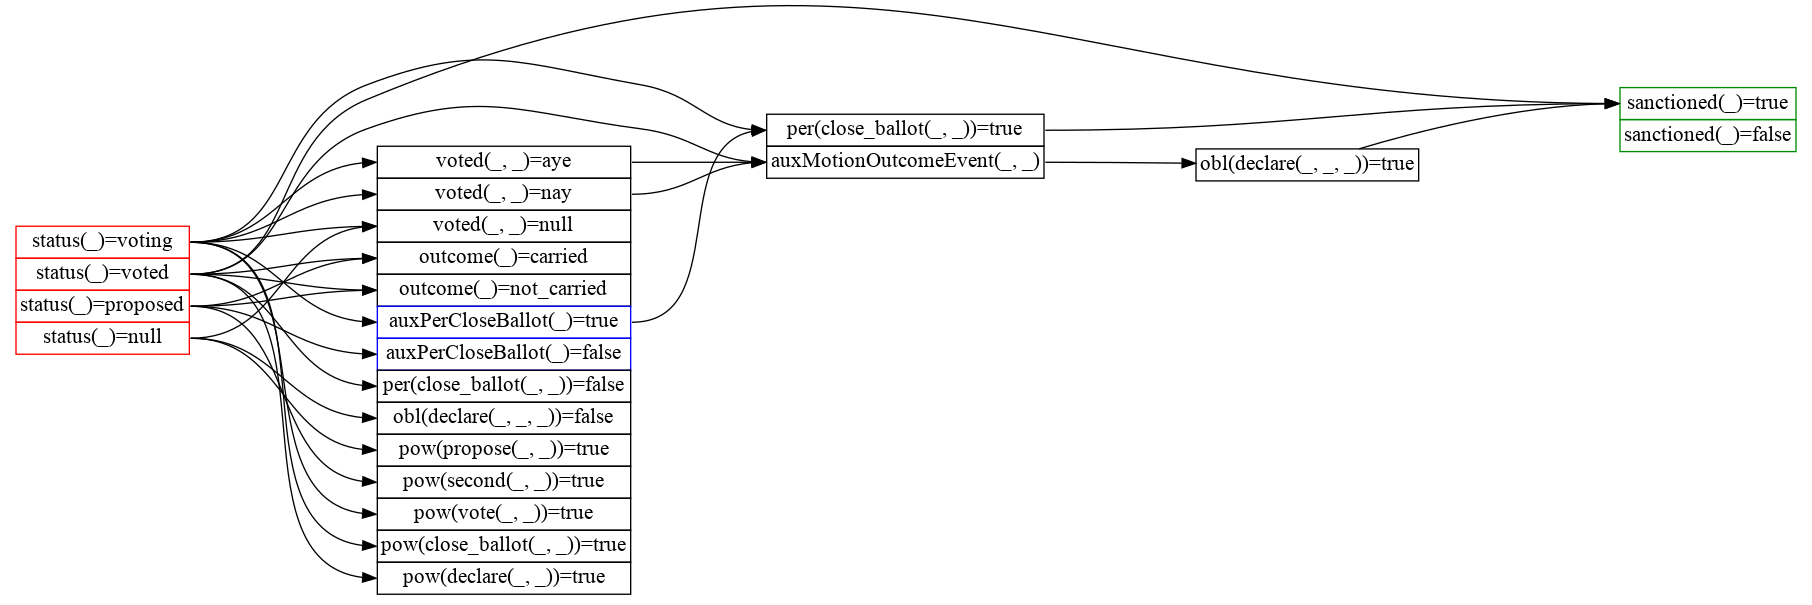 status(_)=voting
status(_)=voted
status(_)=proposed
status(_)=null
voted(_, _)=aye
voted(_, _)=nay
voted(_, _)=null
outcome(_)=carried
outcome(_)=not_carried
auxPerCloseBallot(_)=true
auxPerCloseBallot(_)=false
per(close_ballot(_, _))=false
obl(declare(_, _, _))=false
pow(propose(_, _))=true
pow(second(_, _))=true
pow(vote(_, _))=true
pow(close_ballot(_, _))=true
pow(declare(_, _))=true
per(close_ballot(_, _))=true
auxMotionOutcomeEvent(_, _)
obl(declare(_, _, _))=true
sanctioned(_)=true
sanctioned(_)=false